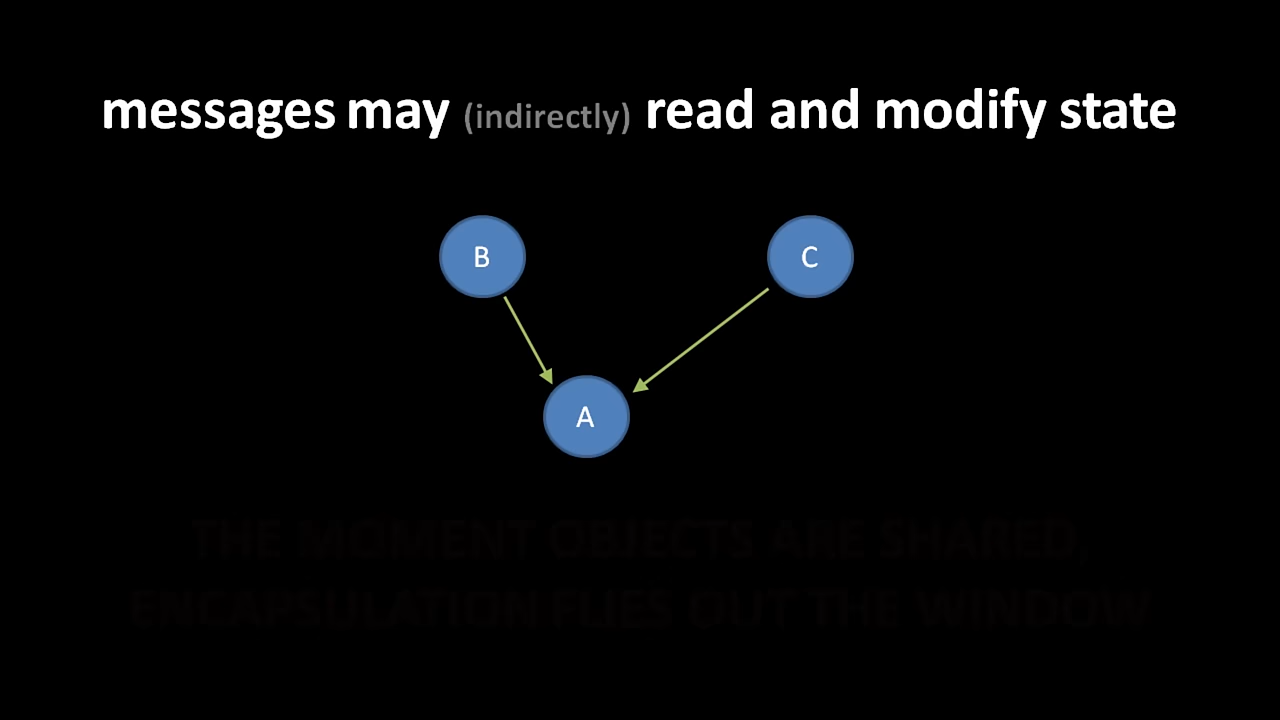 messages may (indirectly) read and modify state
B
C
A
THE MOMENT OBJECTS ARE SHARED,
ENCAPSULATION FLIES OUT THE WINDOW